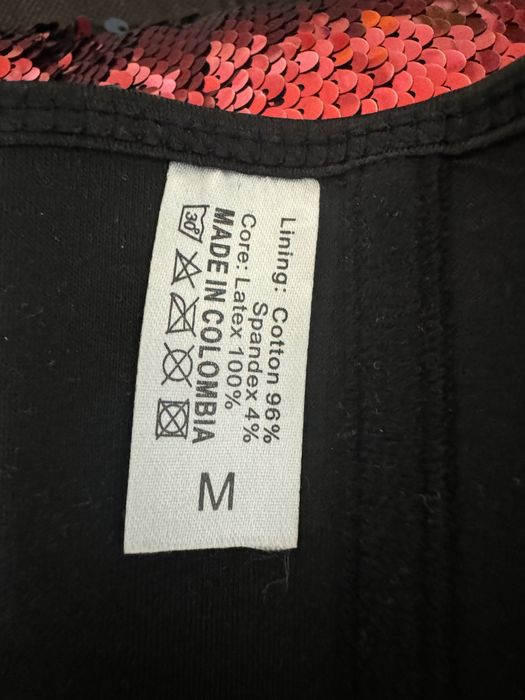 Lining: Cotton 96%
Spandex 4%
Core: Latex 100%
MADE IN COLOMBIA
30°
M